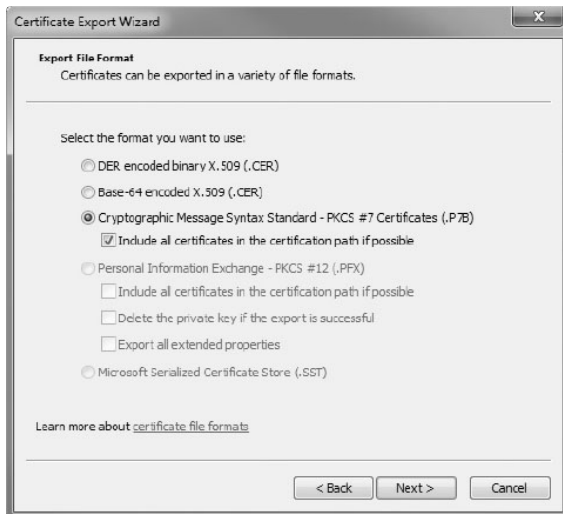 Certificate Export Wizard
X
Export File Format
Certificates can be exported in a variety of file formats.
Select the format you want to use:
DER encoded binary X.509 (.CER)
Base-64 encoded X.509 (.CER)
Cryptographic Message Syntax Standard - PKCS #7 Certificates (.P7B)
Include all certificates in the certification path if possible
Personal Information Exchange - PKCS #12 (.PFX)
Include all certificates in the certification path if possible
Delete the private key if the export is successful
Export all extended properties
Microsoft Serialized Certificate Store (.SST)
Learn more about certificate file formats
< Back Next > Cancel